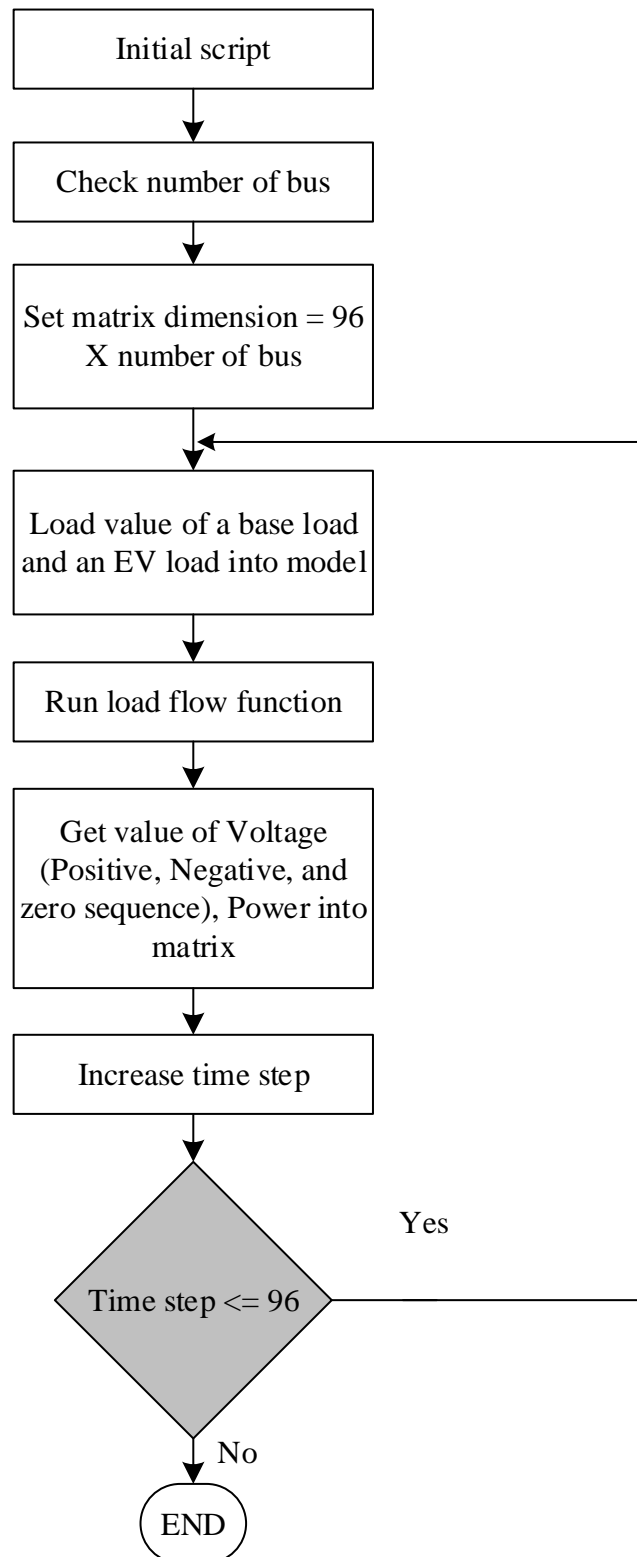 Initial script
Check number of bus
Set matrix dimension = 96
X number of bus
Load value of a base load
and an EV load into model
Run load flow function
Get value of Voltage
(Positive, Negative, and
zero sequence), Power into
matrix
Increase time step
Yes
Time step <= 96
No
END